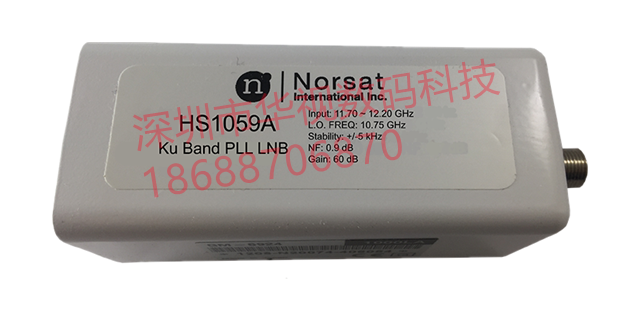 n Norsat
International Inc.
HS1059A
Ku Band PLL LNB
Input: 11.70 ~ 12.20 GHz
L.O. FREQ: 10.75 GHz
Stability: +/-5 kHz
NF: 0.9 dB
Gain: 60 dB
深圳市华视数码科技